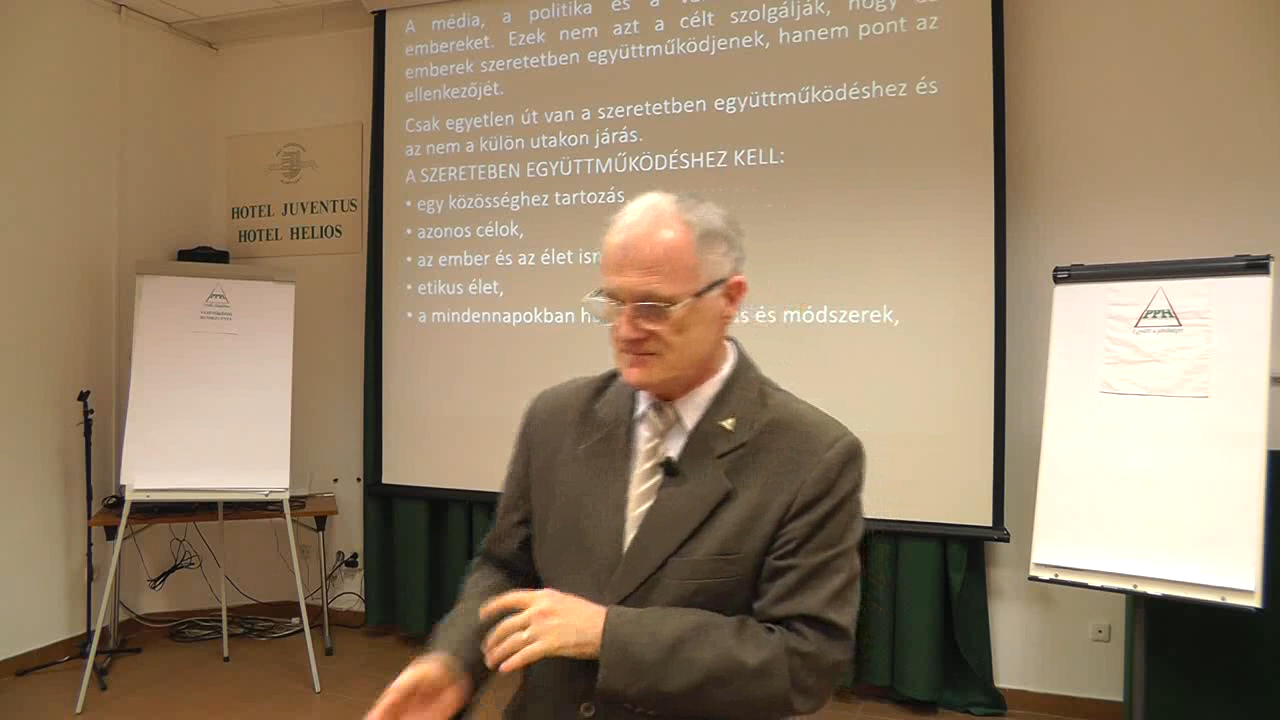 A média, a politika és a
embereket. Ezek nem azt a célt szolgálják, hogy az
emberek szeretetben együttműködjenek, hanem pont az
ellenkezőjét.
Csak egyetlen út van a szeretetben együttműködéshez és
az nem a külön utakon járás.
A SZERETEBEN EGYÜTTMŰKÖDÉSHEZ KELL:
• egy közösséghez tartozás
• azonos célok,
• az ember és az élet
• etikus élet,
• a mindennapokban és módszerek,
HOTEL JUVENTUS
HOTEL HELIOS
PPH
PPH